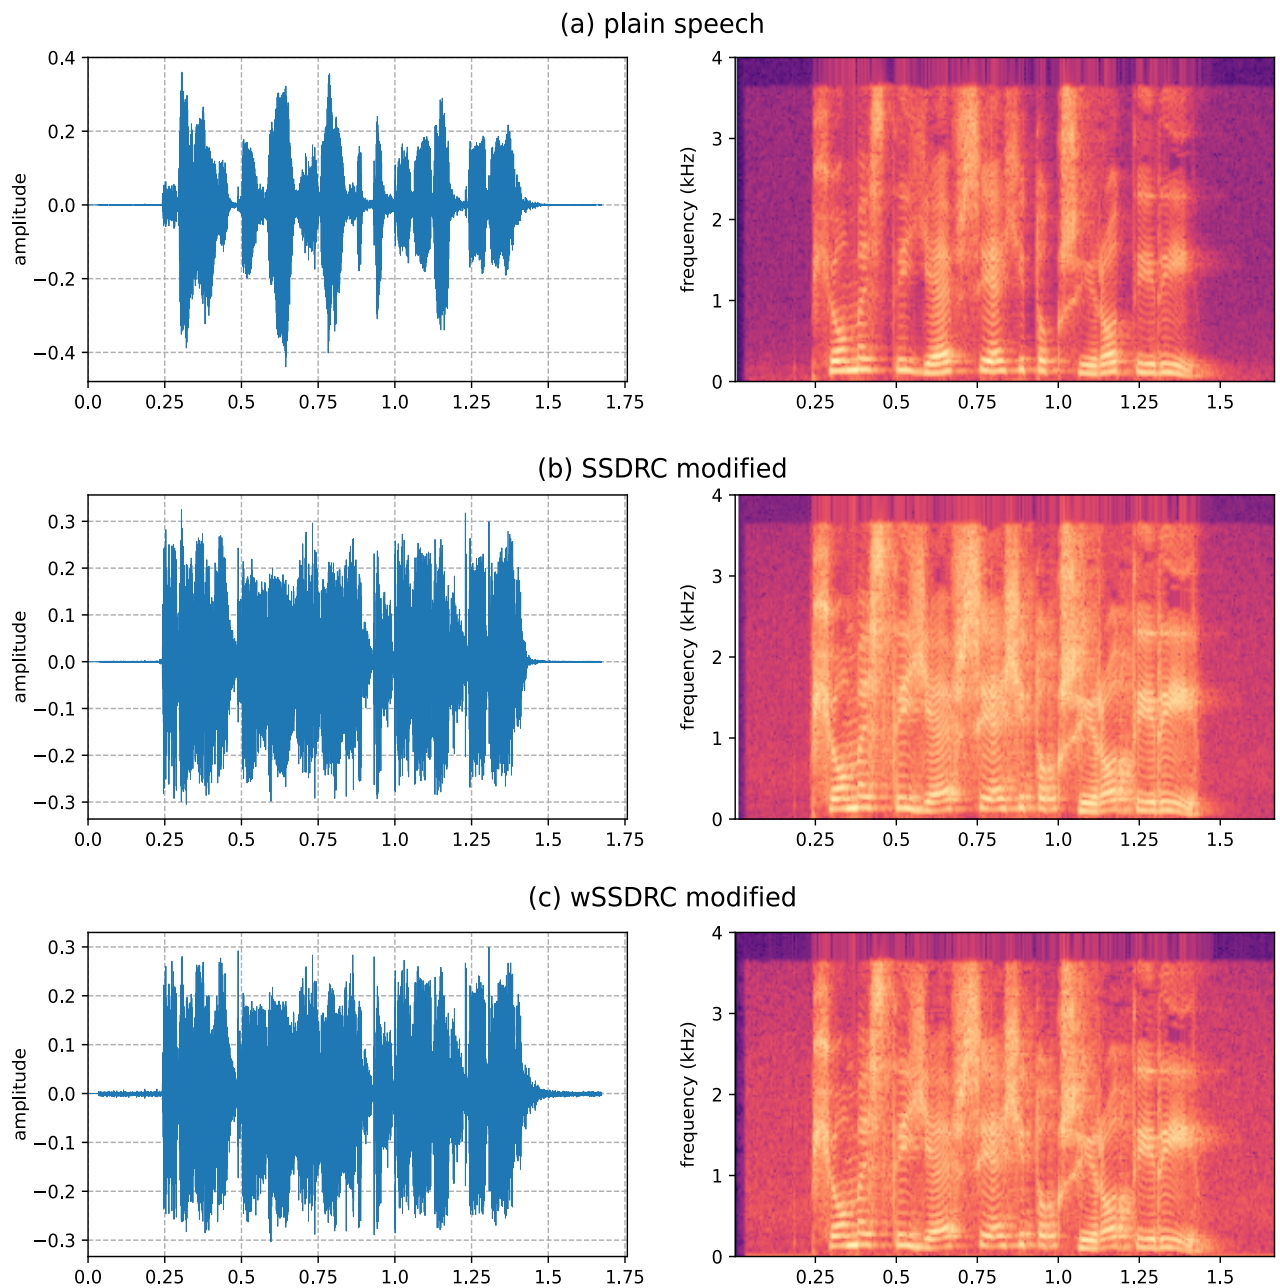 (a) plain speech
0.4
0.2
0.0
−0.2
−0.4
amplitude
0.0 0.25 0.5 0.75 1.0 1.25 1.5 1.75
4
3
2
1
0
frequency (kHz)
0.25 0.5 0.75 1.0 1.25 1.5
(b) SSDRC modified
0.3
0.2
0.1
0.0
−0.1
−0.2
−0.3
amplitude
0.0 0.25 0.5 0.75 1.0 1.25 1.5 1.75
4
3
2
1
0
frequency (kHz)
0.25 0.5 0.75 1.0 1.25 1.5
(c) wSSDRC modified
0.3
0.2
0.1
0.0
−0.1
−0.2
−0.3
amplitude
0.0 0.25 0.5 0.75 1.0 1.25 1.5 1.75
4
3
2
1
0
frequency (kHz)
0.25 0.5 0.75 1.0 1.25 1.5